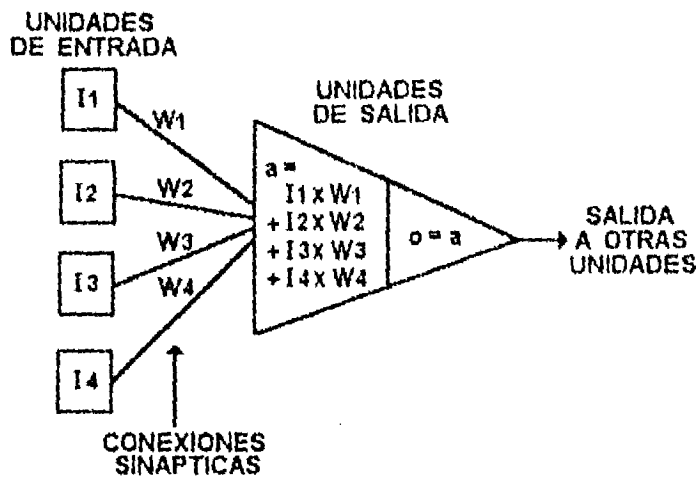 UNIDADES
DE ENTRADA
I1
I2
I3
I4
W1
W2
W3
W4
CONEXIONES
SINAPTICAS
UNIDADES
DE SALIDA
a =
I1 x W1
+ I2 x W2
+ I3 x W3
+ I4 x W4
o = a
SALIDA
A OTRAS
UNIDADES